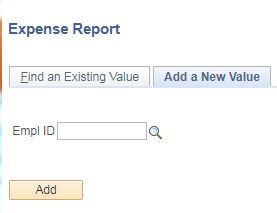 Expense Report
Find an Existing Value Add a New Value
Empl ID
Add